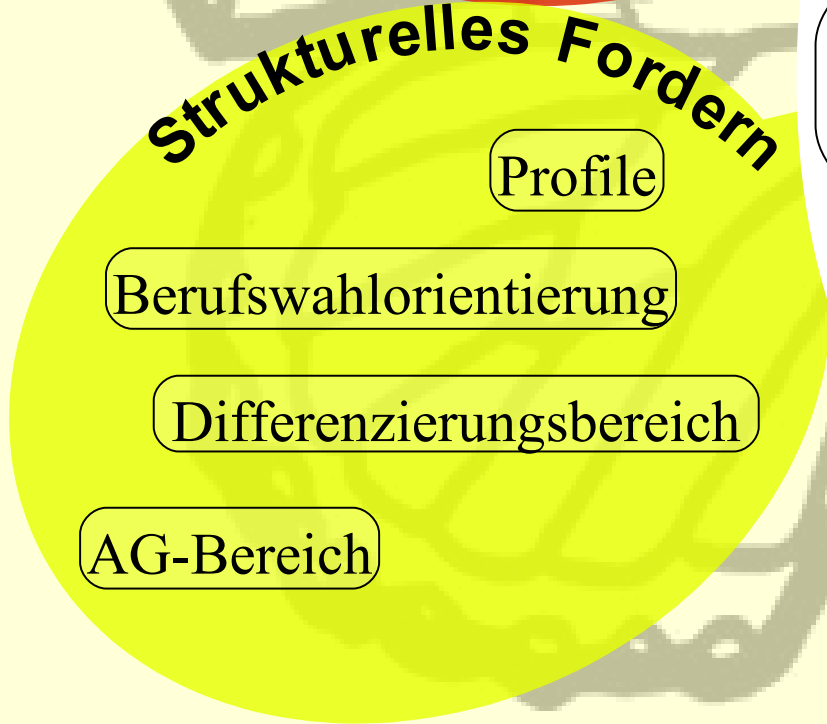 Strukturelles Fordern
Profile
Berufswahlorientierung
Differenzierungsbereich
AG-Bereich